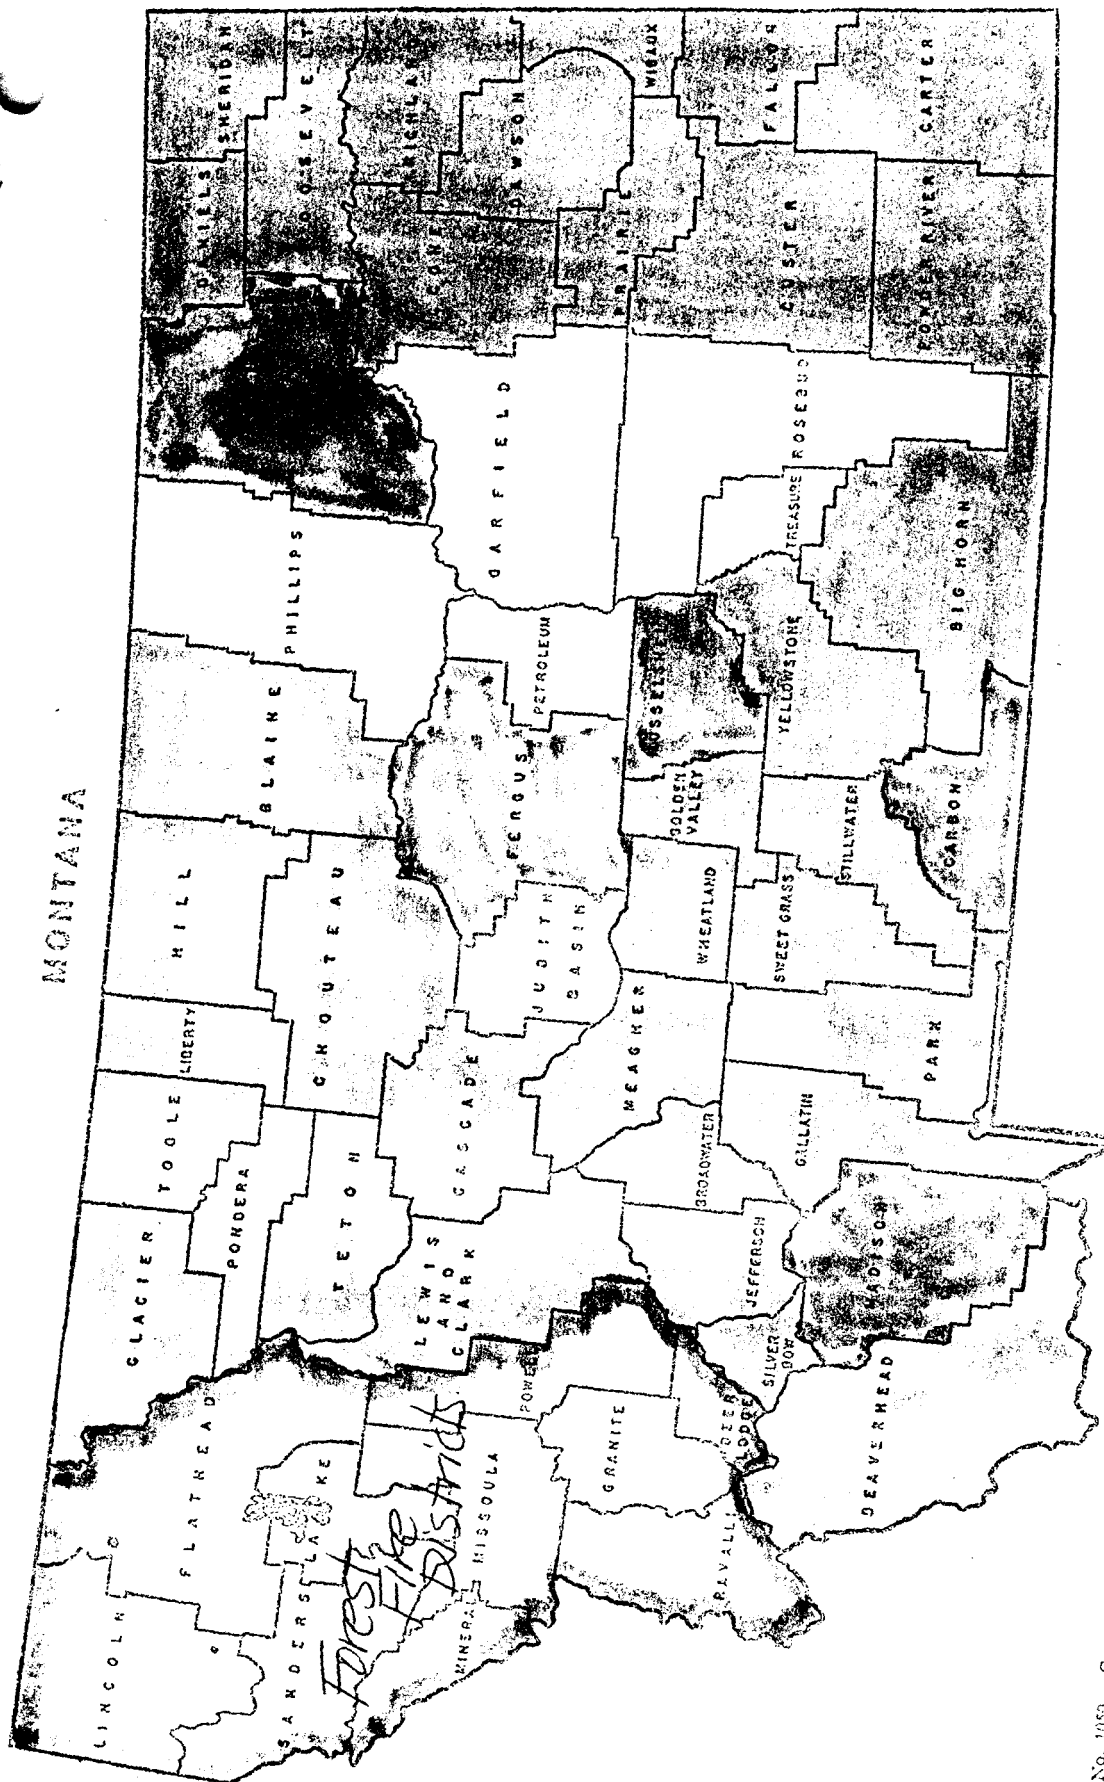 MONTANA
LINCOLN
FLATHEAD
GLACIER
TOOLE
LIBERTY
HILL
BLAINE
PHILLIPS
DANIELS
SHERIDAN
ROOSEVELT
PONDERA
CHOUTEAU
TETON
SANDERS
LAKE
LEWIS
AND
CLARK
CASCADE
JUDITH
BASIN
FERGUS
PETROLEUM
GARFIELD
MCCONE
RICHLAND
DAWSON
PRAIRIE
WIBAUX
Forest
Fire
Districts
MINERAL
MISSOULA
POWELL
GRANITE
MEAGHER
BROADWATER
WHEATLAND
GOLDEN
VALLEY
MUSSELSHELL
TREASURE
ROSEBUD
CUSTER
FALLON
RAVALLI
DEER
LODGE
SILVER
BOW
JEFFERSON
GALLATIN
PARK
SWEET GRASS
STILLWATER
YELLOWSTONE
BIG HORN
POWDER RIVER
CARTER
BEAVERHEAD
MADISON
CARBON